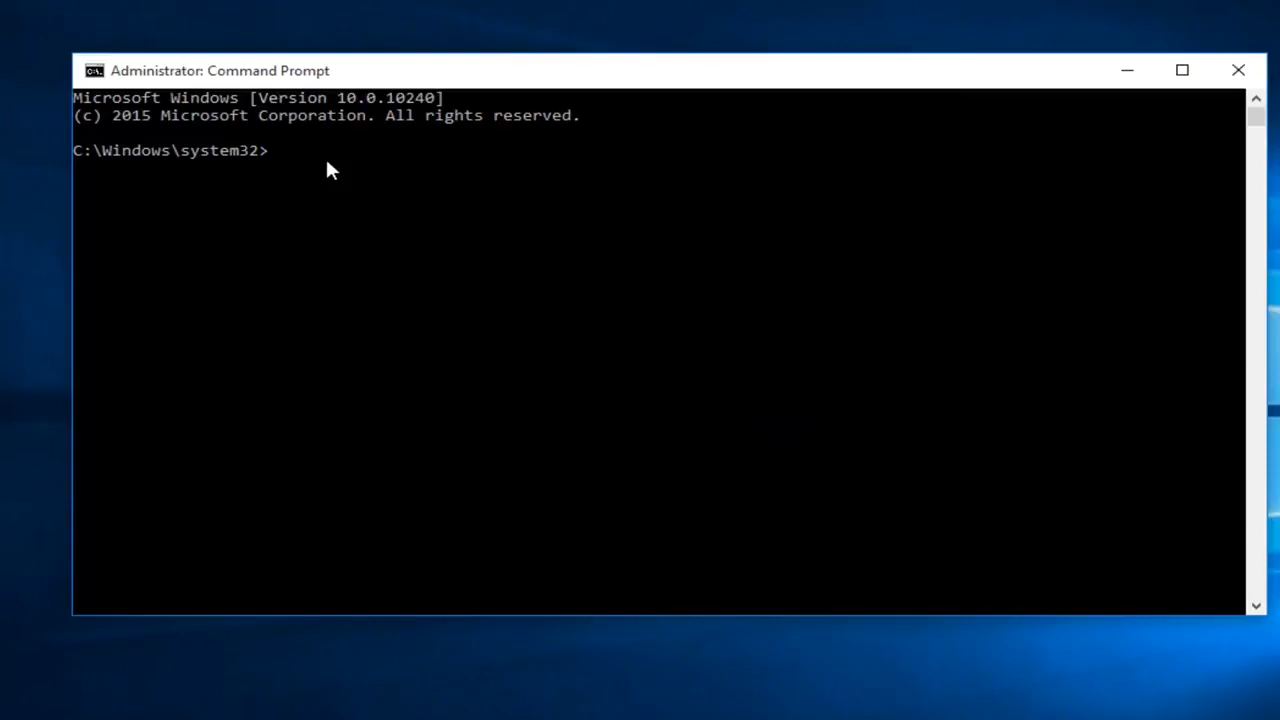 Administrator: Command Prompt
Microsoft Windows [Version 10.0.10240]
(c) 2015 Microsoft Corporation. All rights reserved.
C:\Windows\system32>